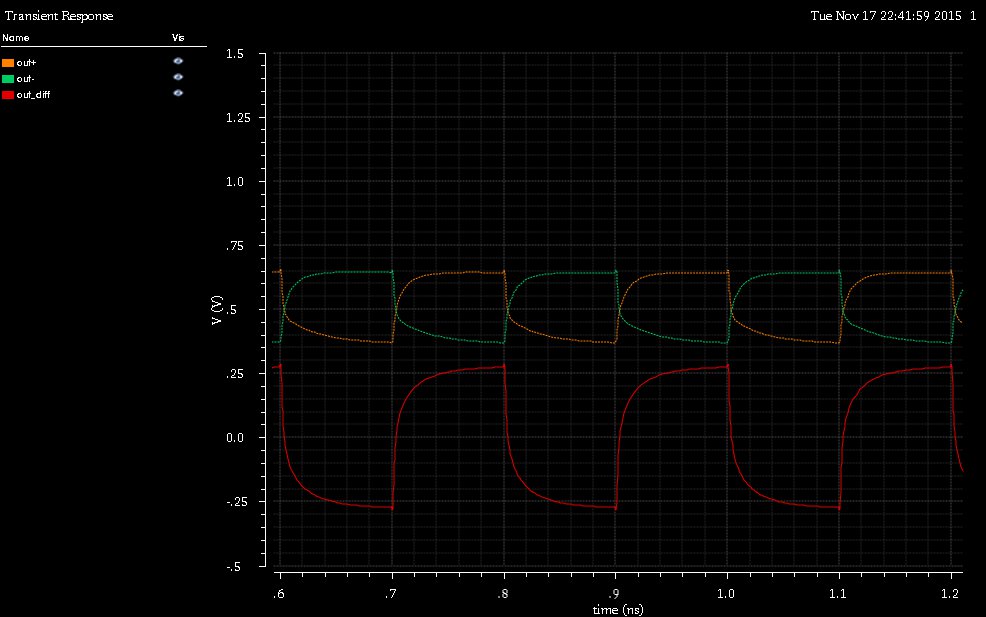 Transient Response
Tue Nov 17 22:41:59 2015 1
Name Vis
out+
out-
out_diff
1.5
1.25
1.0
.75
.5
.25
0.0
-.25
-.5
V (V)
.6 .7 .8 .9 1.0 1.1 1.2
time (ns)